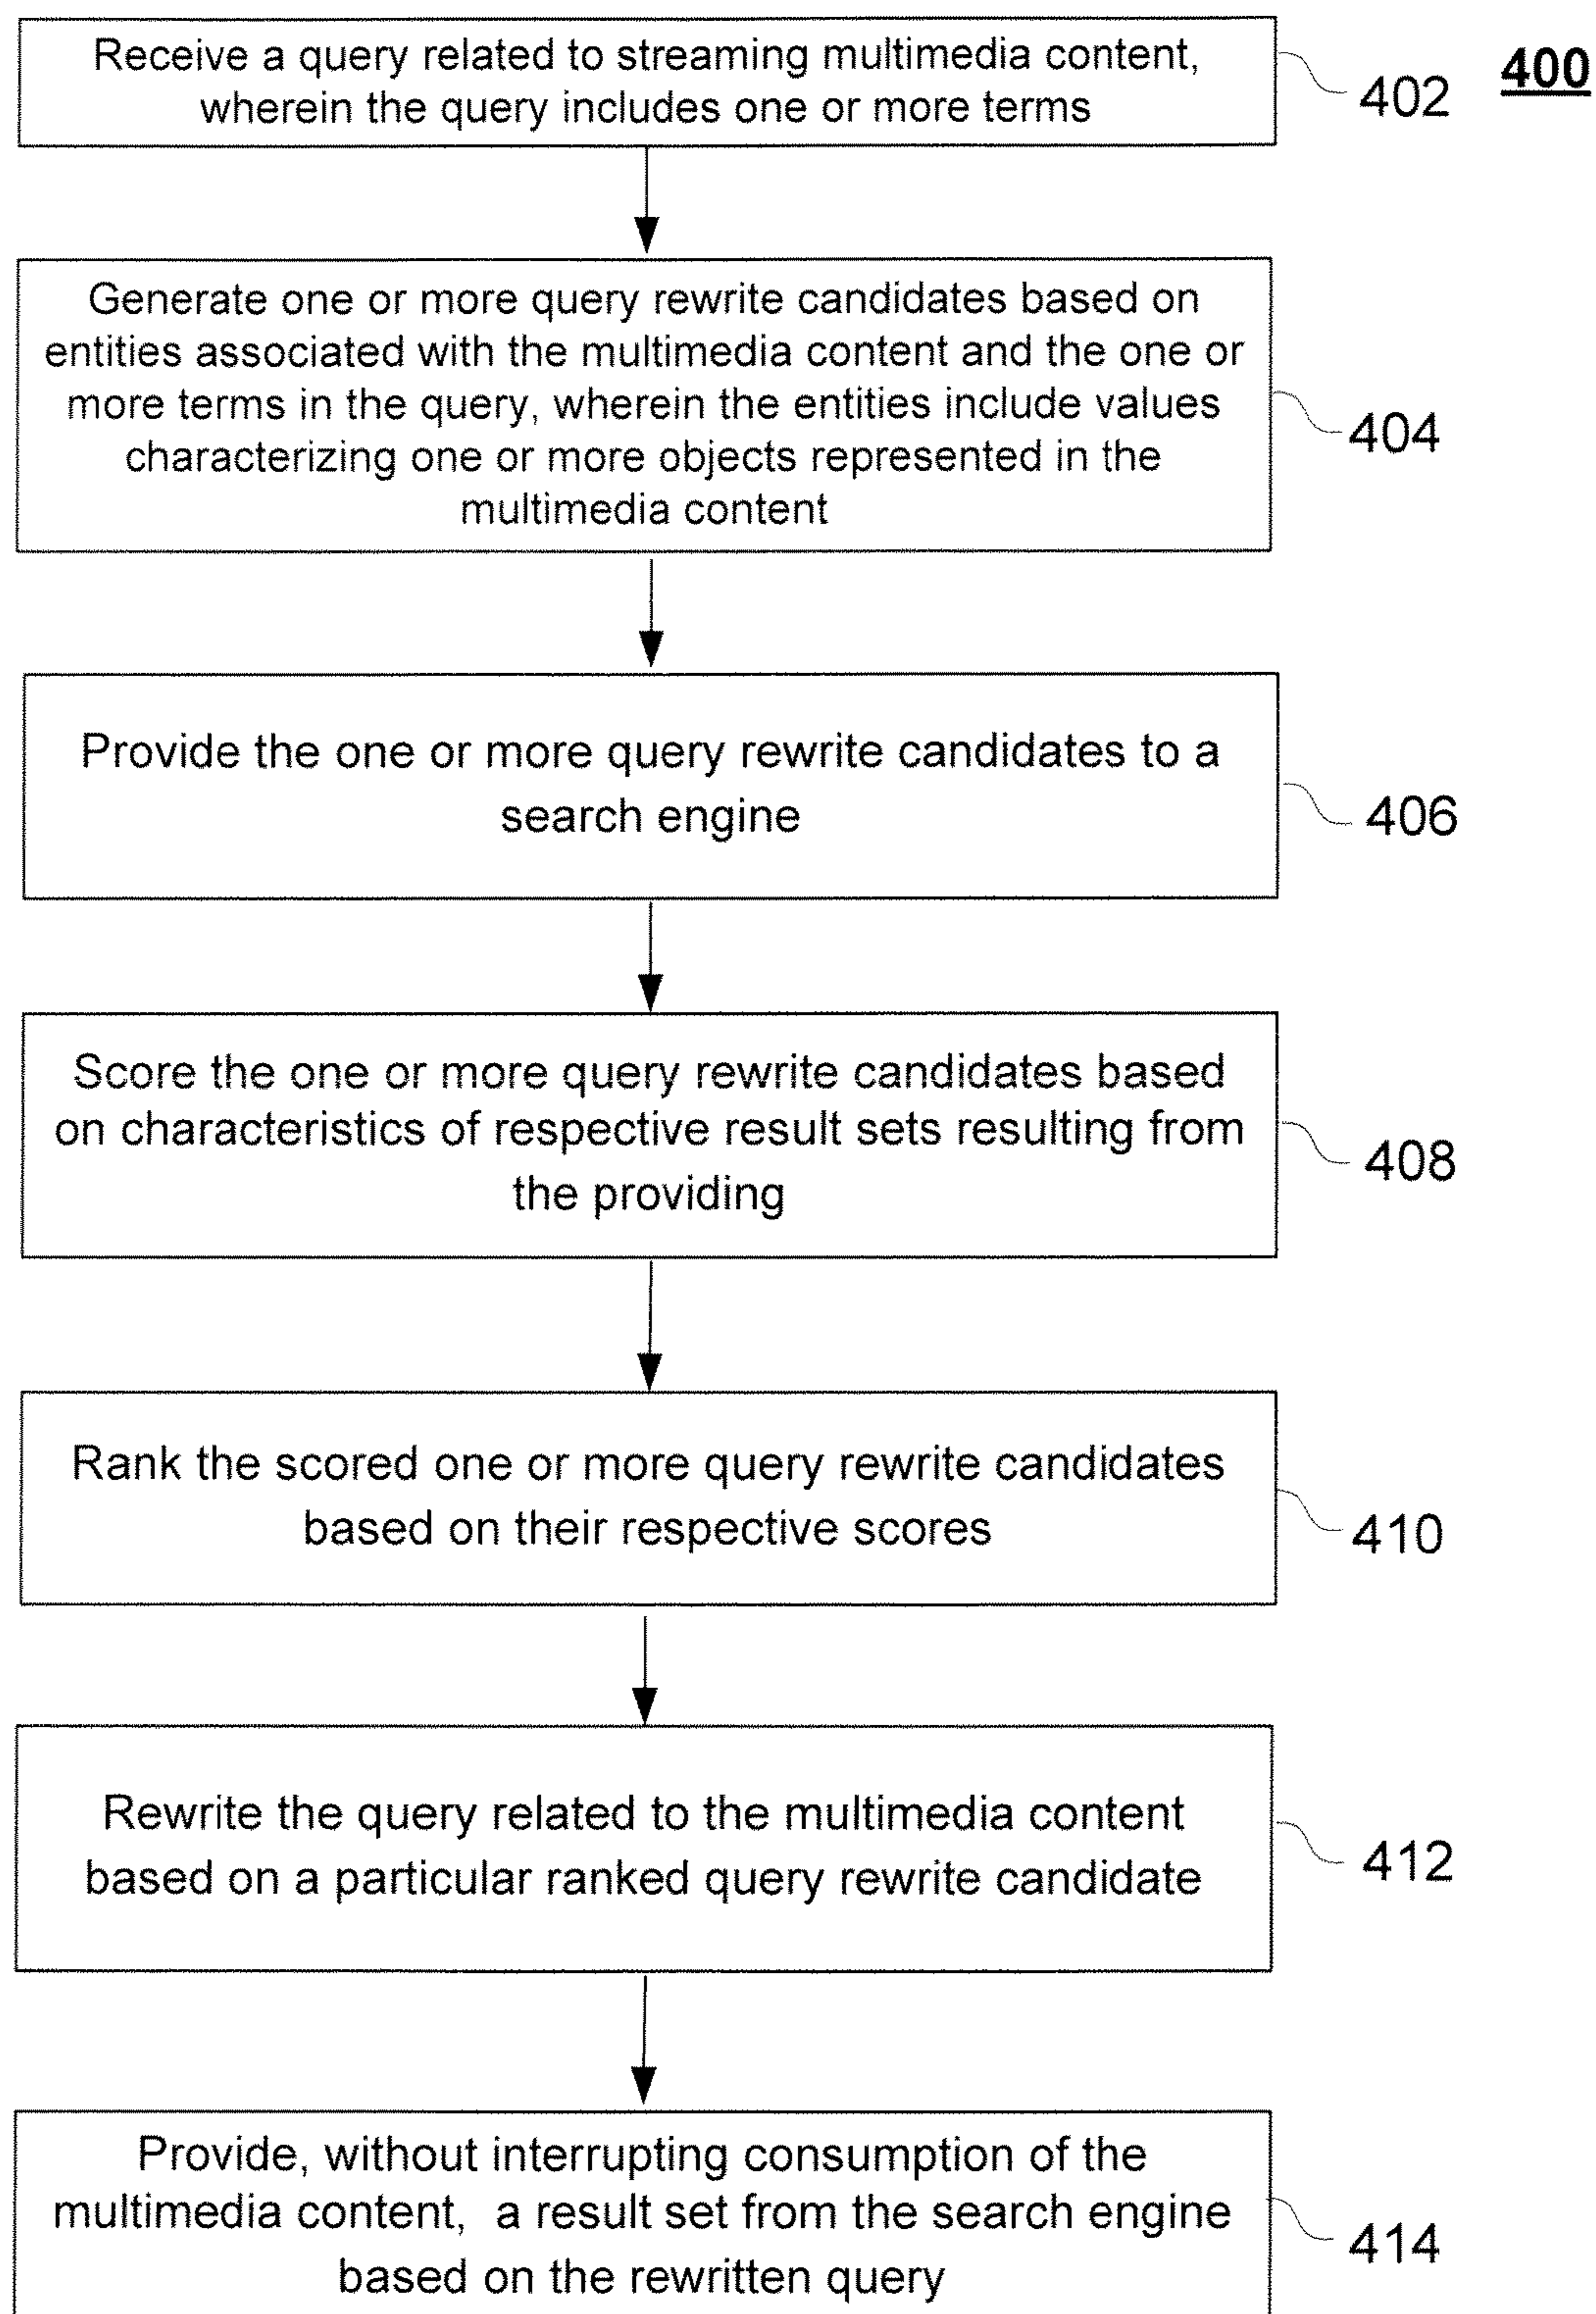 Receive a query related to streaming multimedia content,
wherein the query includes one or more terms
402
400
Generate one or more query rewrite candidates based on
entities associated with the multimedia content and the one or
more terms in the query, wherein the entities include values
characterizing one or more objects represented in the
multimedia content
404
Provide the one or more query rewrite candidates to a
search engine
406
Score the one or more query rewrite candidates based
on characteristics of respective result sets resulting from
the providing
408
Rank the scored one or more query rewrite candidates
based on their respective scores
410
Rewrite the query related to the multimedia content
based on a particular ranked query rewrite candidate
412
Provide, without interrupting consumption of the
multimedia content,  a result set from the search engine
based on the rewritten query
414